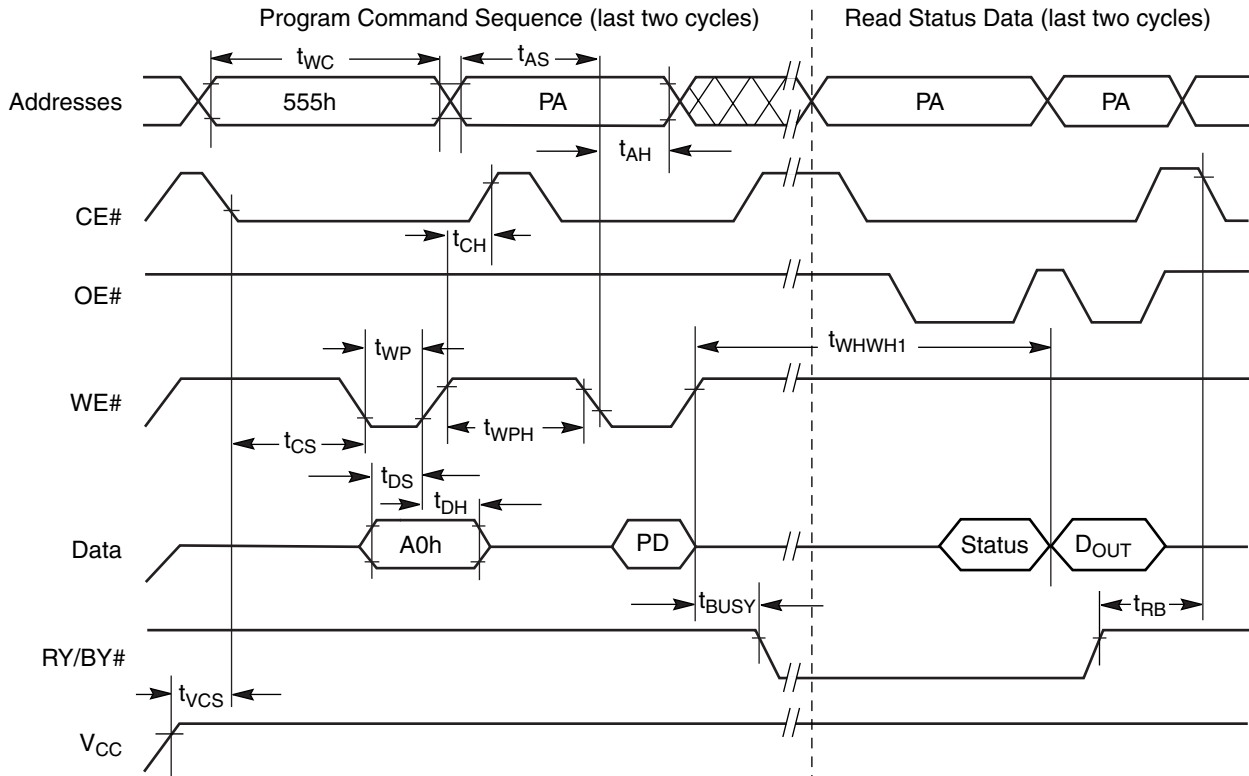 Program Command Sequence (last two cycles) Read Status Data (last two cycles)
tWC tAS
Addresses 555h PA PA PA
tAH
CE#
tCH
OE#
tWP tWHWH1
WE#
tCS tWPH
tDS
tDH
Data A0h PD Status DOUT
tBUSY tRB
RY/BY#
tVCS
VCC